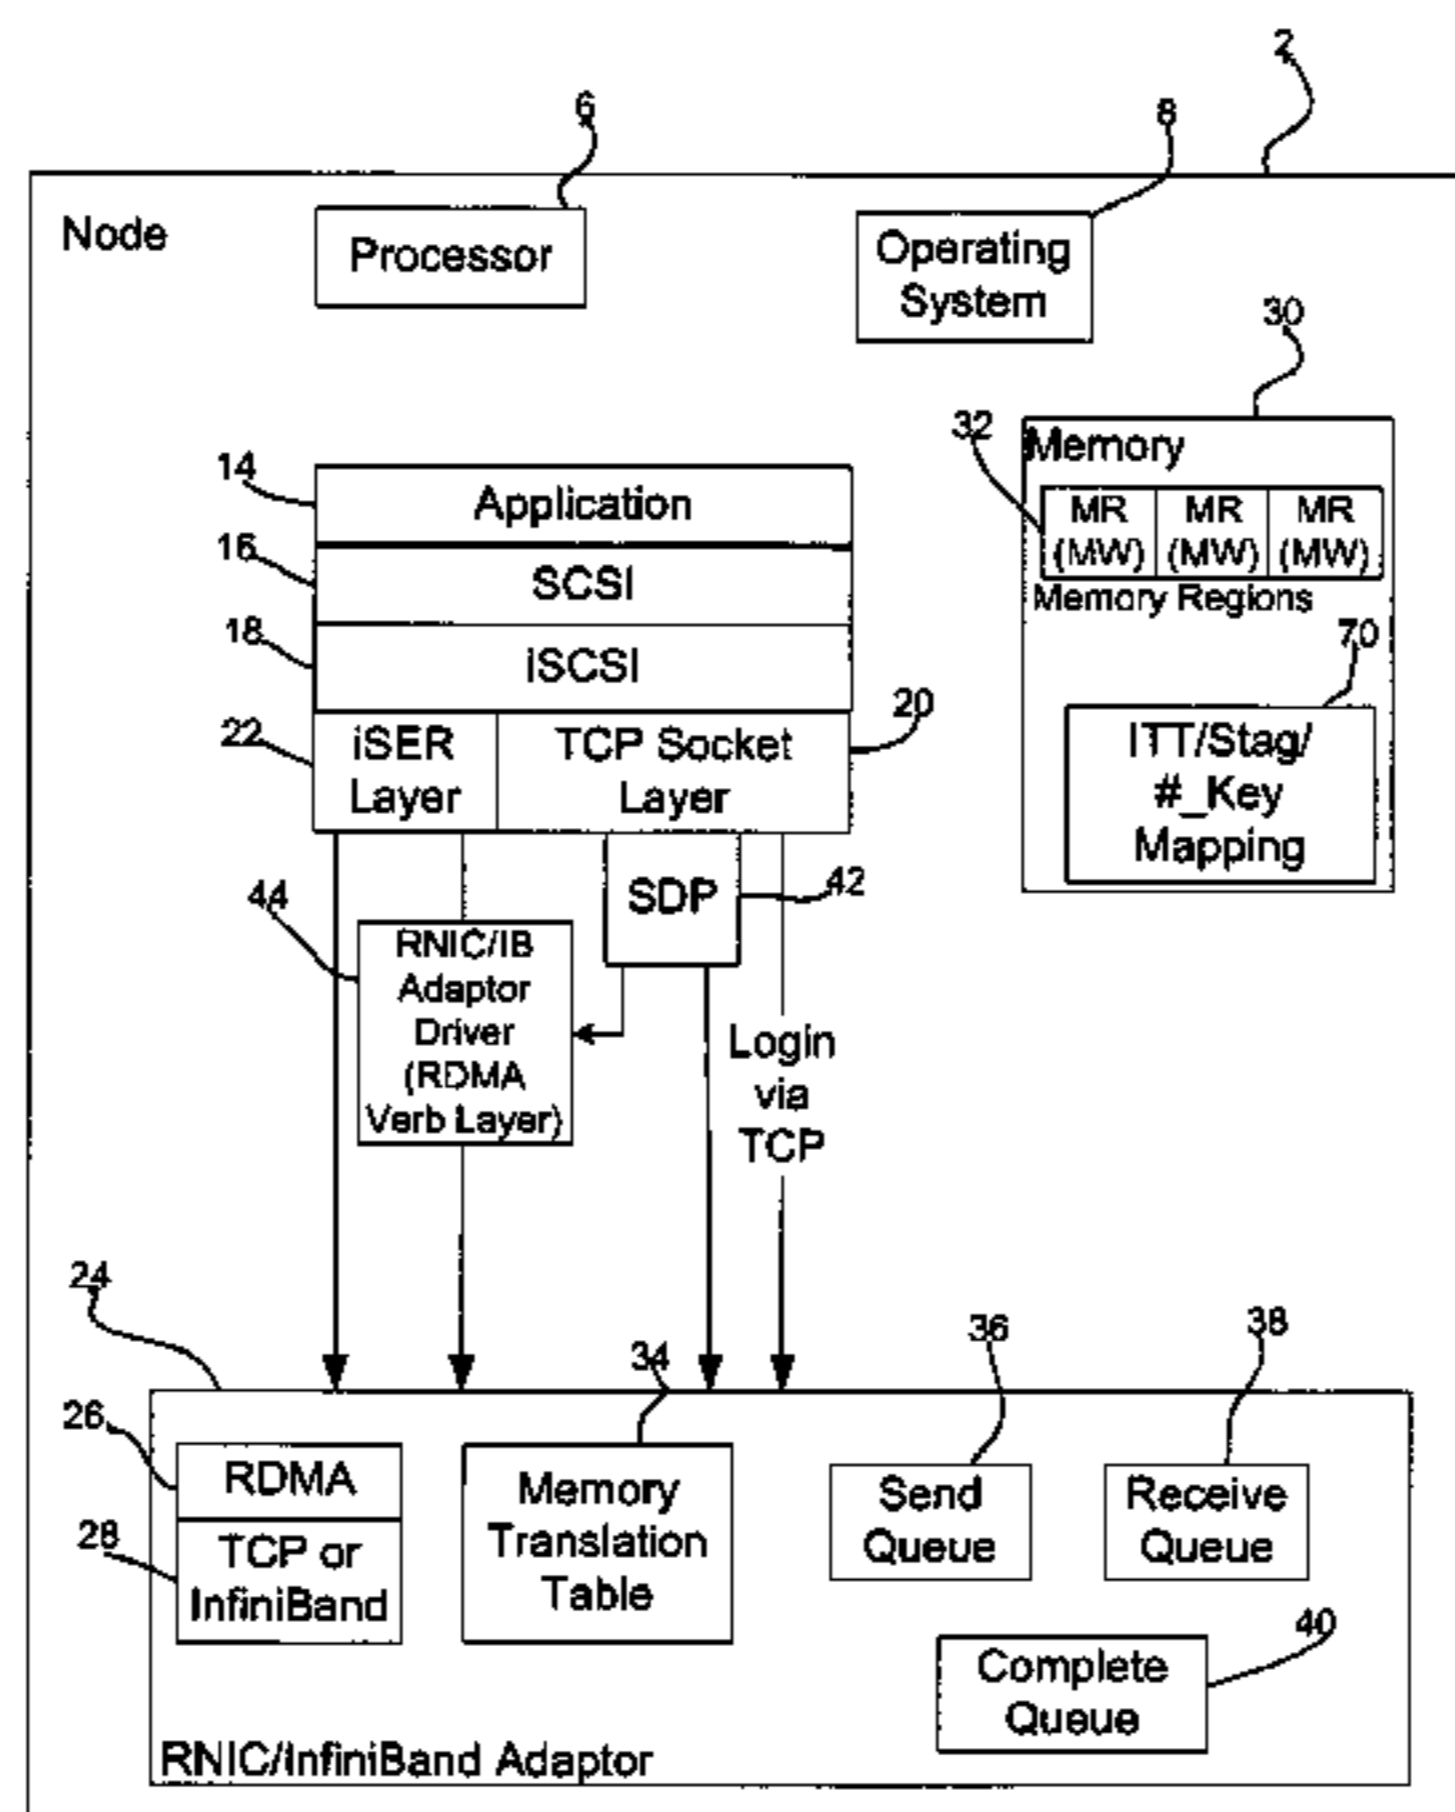 2
6
8
Node
Processor
Operating
System
30
32
Memory
MR
(MW)
MR
(MW)
MR
(MW)
Memory Regions
70
ITT/Stag/
#_Key
Mapping
14
Application
16
SCSI
18
iSCSI
22
iSER
Layer
TCP Socket
Layer
20
SDP
42
44
RNIC/IB
Adaptor
Driver
(RDMA
Verb Layer)
Login
via
TCP
24
26
RDMA
28
TCP or
InfiniBand
34
Memory
Translation
Table
36
Send
Queue
38
Receive
Queue
40
Complete
Queue
RNIC/InfiniBand Adaptor